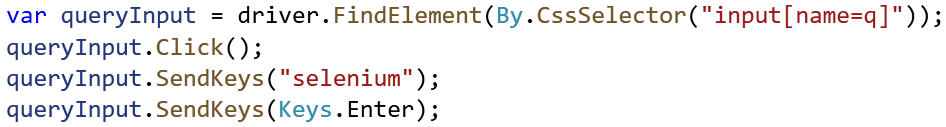 var queryInput = driver.FindElement(By.CssSelector("input[name=q]"));
queryInput.Click();
queryInput.SendKeys("selenium");
queryInput.SendKeys(Keys.Enter);